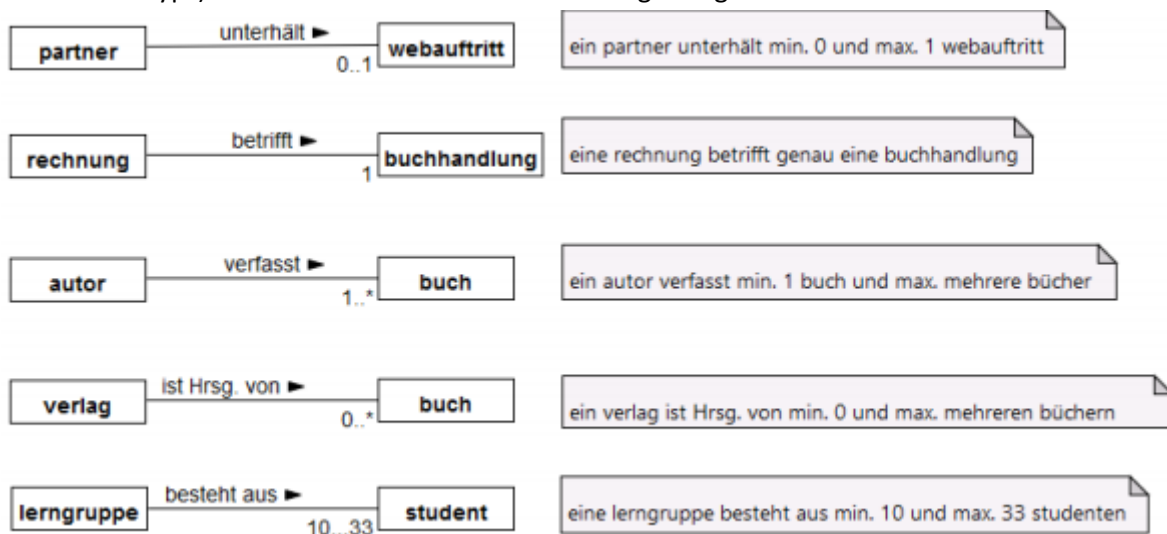 unterhält ►
partner
webauftritt
0..1
ein partner unterhält min. 0 und max. 1 webauftritt
betrifft ►
rechnung
buchhandlung
1
eine rechnung betrifft genau eine buchhandlung
verfasst ►
autor
buch
1..*
ein autor verfasst min. 1 buch und max. mehrere bücher
ist Hrsg. von ►
verlag
buch
0..*
ein verlag ist Hrsg. von min. 0 und max. mehreren büchern
besteht aus ►
lerngruppe
student
10...33
eine lerngruppe besteht aus min. 10 und max. 33 studenten